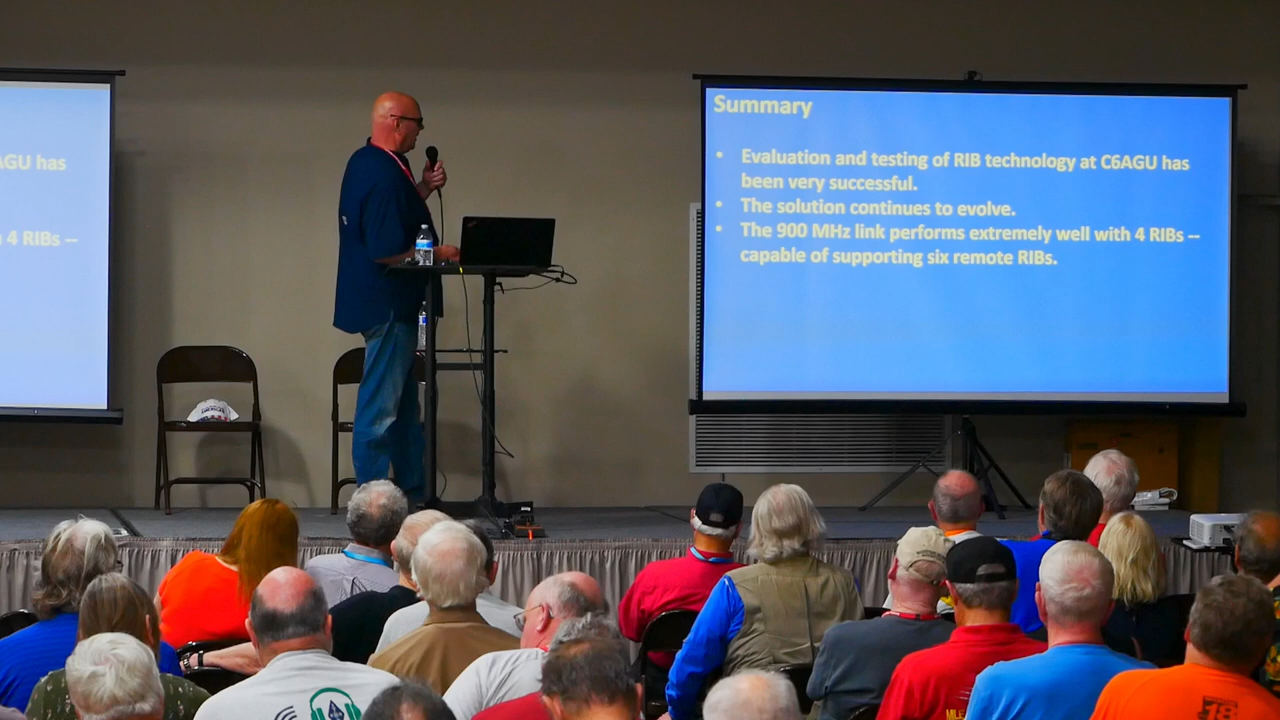 AGU has
4 RIBs --
Summary
• Evaluation and testing of RIB technology at C6AGU has
been very successful.
• The solution continues to evolve.
• The 900 MHz link performs extremely well with 4 RIBs --
capable of supporting six remote RIBs.
MILE
78